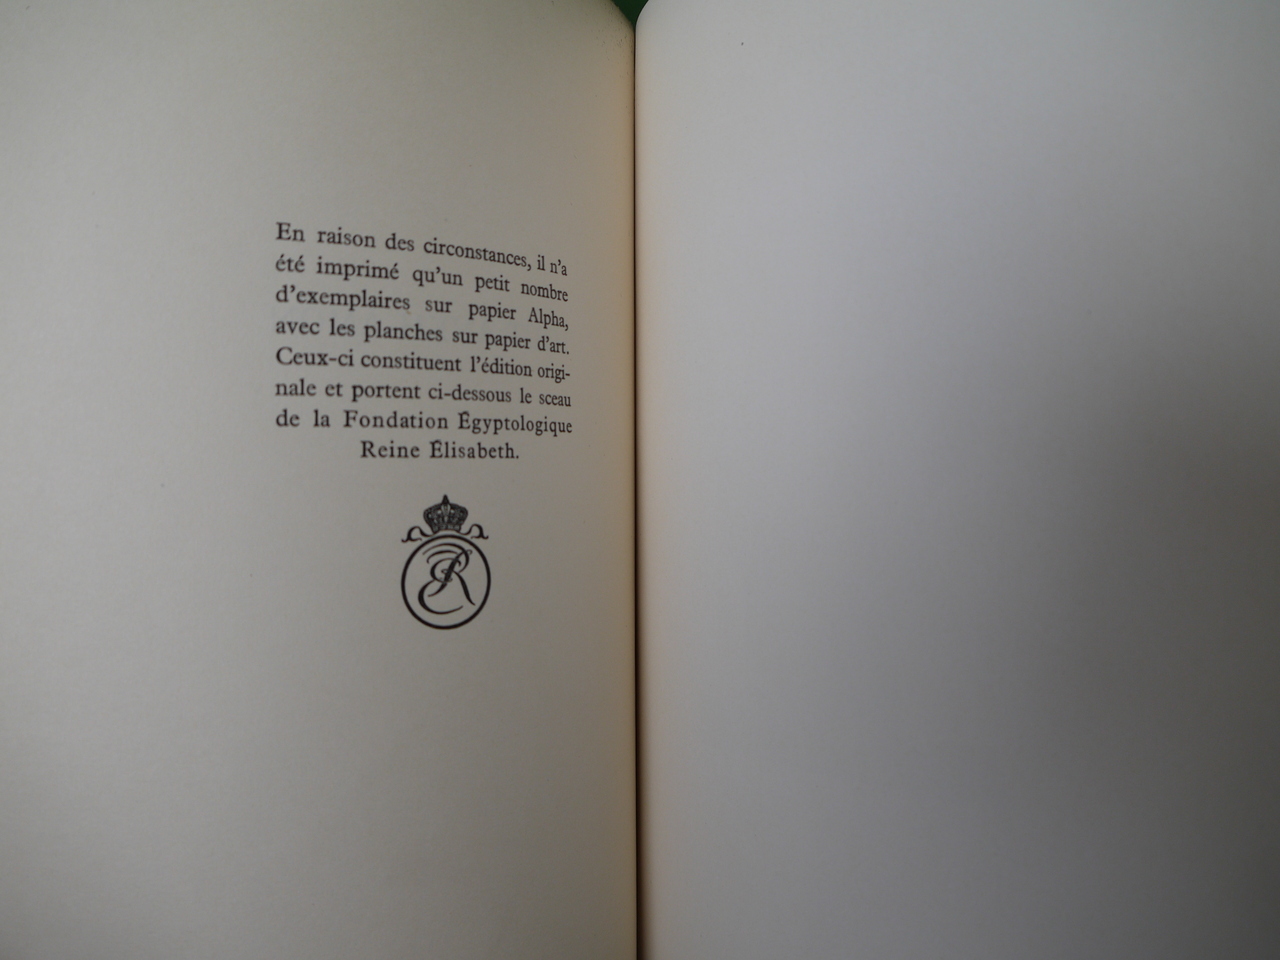 En raison des circonstances, il n'a
été imprimé qu'un petit nombre
d'exemplaires sur papier Alpha,
avec les planches sur papier d'art.
Ceux-ci constituent l'édition origi-
nale et portent ci-dessous le sceau
de la Fondation Égyptologique
Reine Élisabeth.
ER